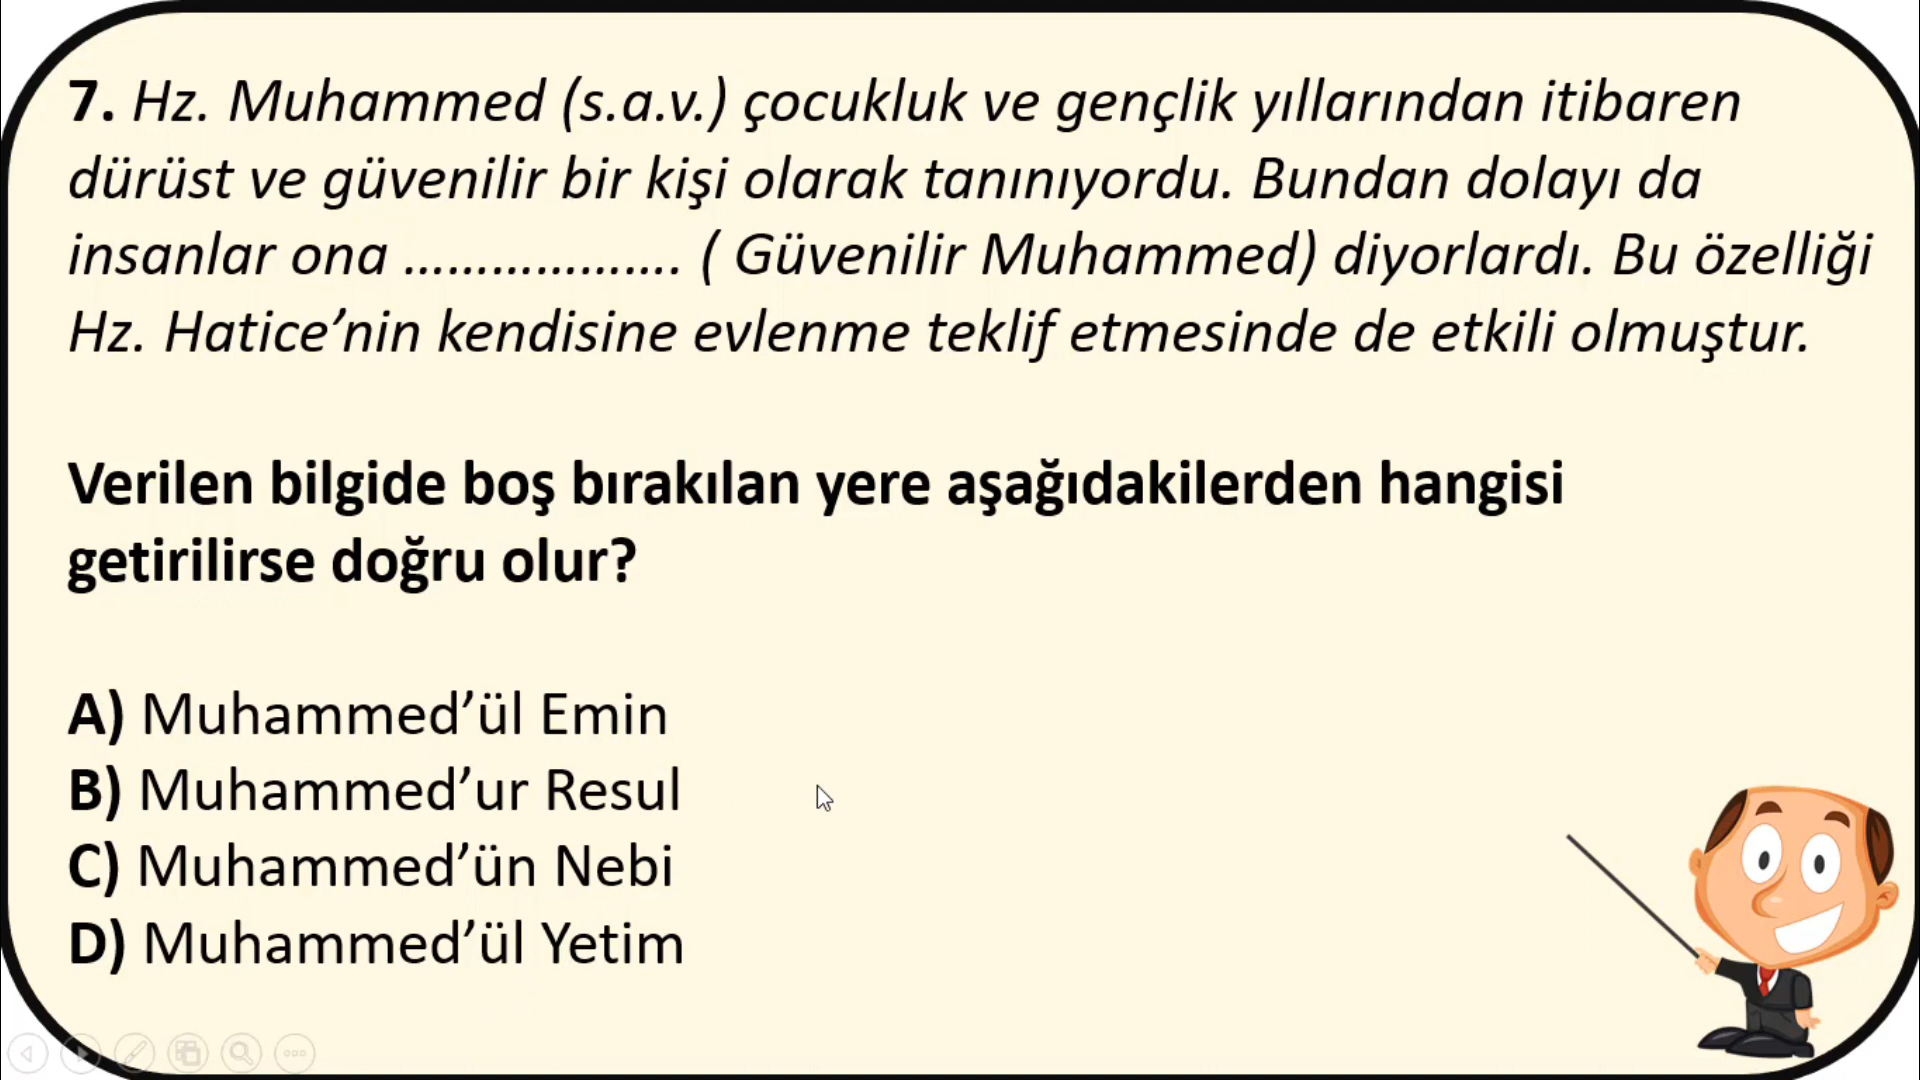 7. Hz. Muhammed (s.a.v.) çocukluk ve gençlik yıllarından itibaren
dürüst ve güvenilir bir kişi olarak tanınıyordu. Bundan dolayı da
insanlar ona ................... ( Güvenilir Muhammed) diyorlardı. Bu özelliği
Hz. Hatice’nin kendisine evlenme teklif etmesinde de etkili olmuştur.
Verilen bilgide boş bırakılan yere aşağıdakilerden hangisi
getirilirse doğru olur?
A) Muhammed’ül Emin
B) Muhammed’ur Resul
C) Muhammed’ün Nebi
D) Muhammed’ül Yetim